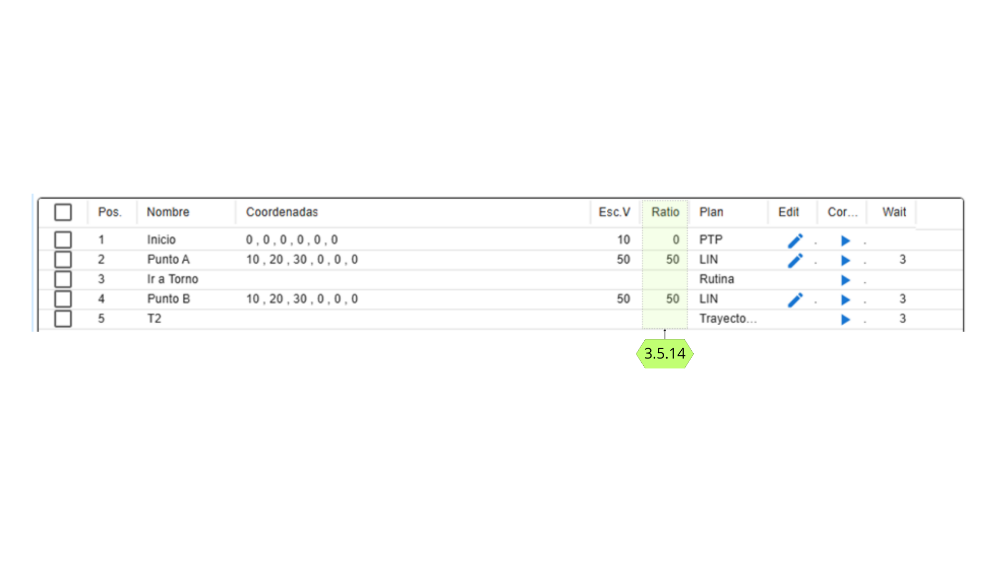 Pos. Nombre Coordenadas Esc.V Ratio Plan Edit Cor... Wait
1 Inicio 0 , 0 , 0 , 0 , 0 , 0 10 0 PTP . .
2 Punto A 10 , 20 , 30 , 0 , 0 , 0 50 50 LIN . . 3
3 Ir a Torno Rutina .
4 Punto B 10 , 20 , 30 , 0 , 0 , 0 50 50 LIN . . 3
5 T2 Trayecto... . 3
3.5.14